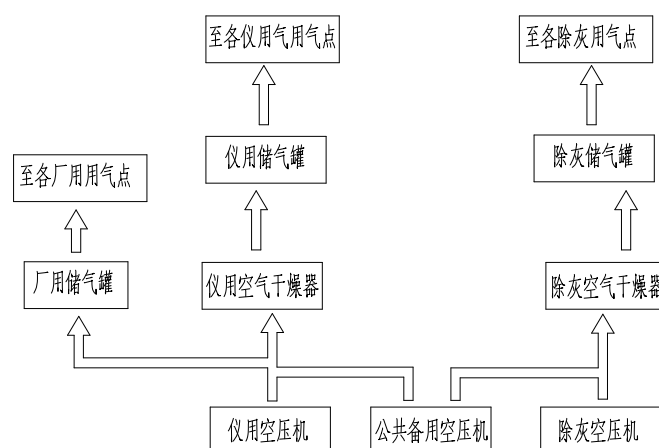 至各仪用气用气点
至各除灰用气点
仪用储气罐
除灰储气罐
至各厂用用气点
厂用储气罐
仪用空气干燥器
除灰空气干燥器
仪用空压机
公共备用空压机
除灰空压机